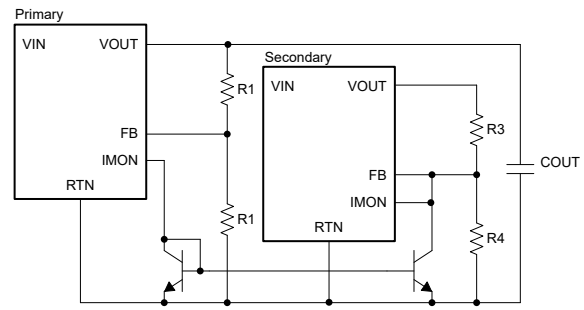 Primary
VIN VOUT
R1
FB
IMON
RTN
R1
Secondary
VIN VOUT
R3
FB
IMON
RTN
R4
COUT